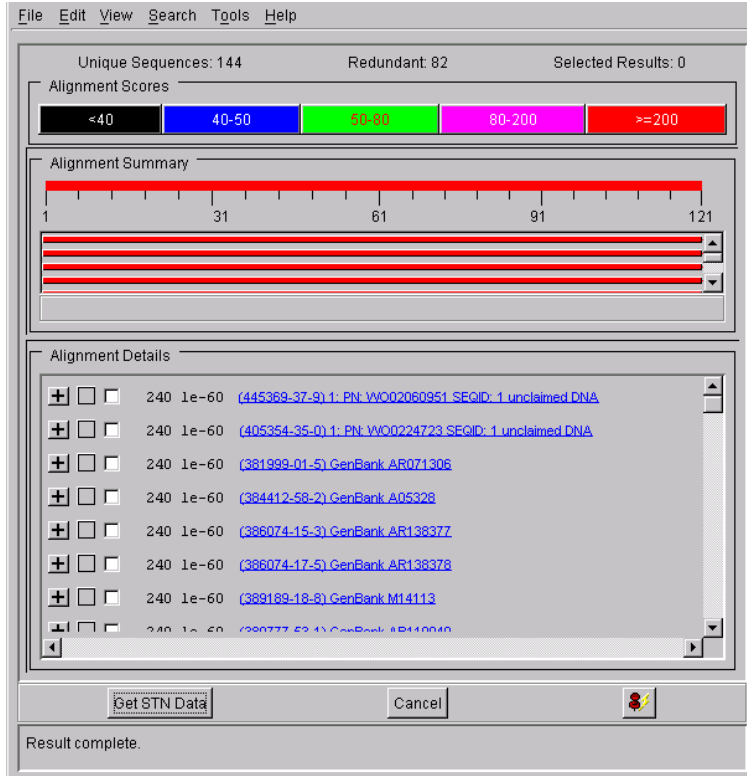 File Edit View Search Tools Help
Unique Sequences: 144 Redundant: 82 Selected Results: 0
Alignment Scores
<40 40-50 50-80 80-200 >=200
Alignment Summary
1 31 61 91 121
Alignment Details
240 1e-60 (445369-37-9) 1: PN: WO02060951 SEQID: 1 unclaimed DNA
240 1e-60 (405354-35-0) 1: PN: WO0224723 SEQID: 1 unclaimed DNA
240 1e-60 (381999-01-5) GenBank AR071306
240 1e-60 (384412-58-2) GenBank A05328
240 1e-60 (386074-15-3) GenBank AR138377
240 1e-60 (386074-17-5) GenBank AR138378
240 1e-60 (389189-18-8) GenBank M14113
240 1e-60 GenBank
Get STN Data Cancel
Result complete.